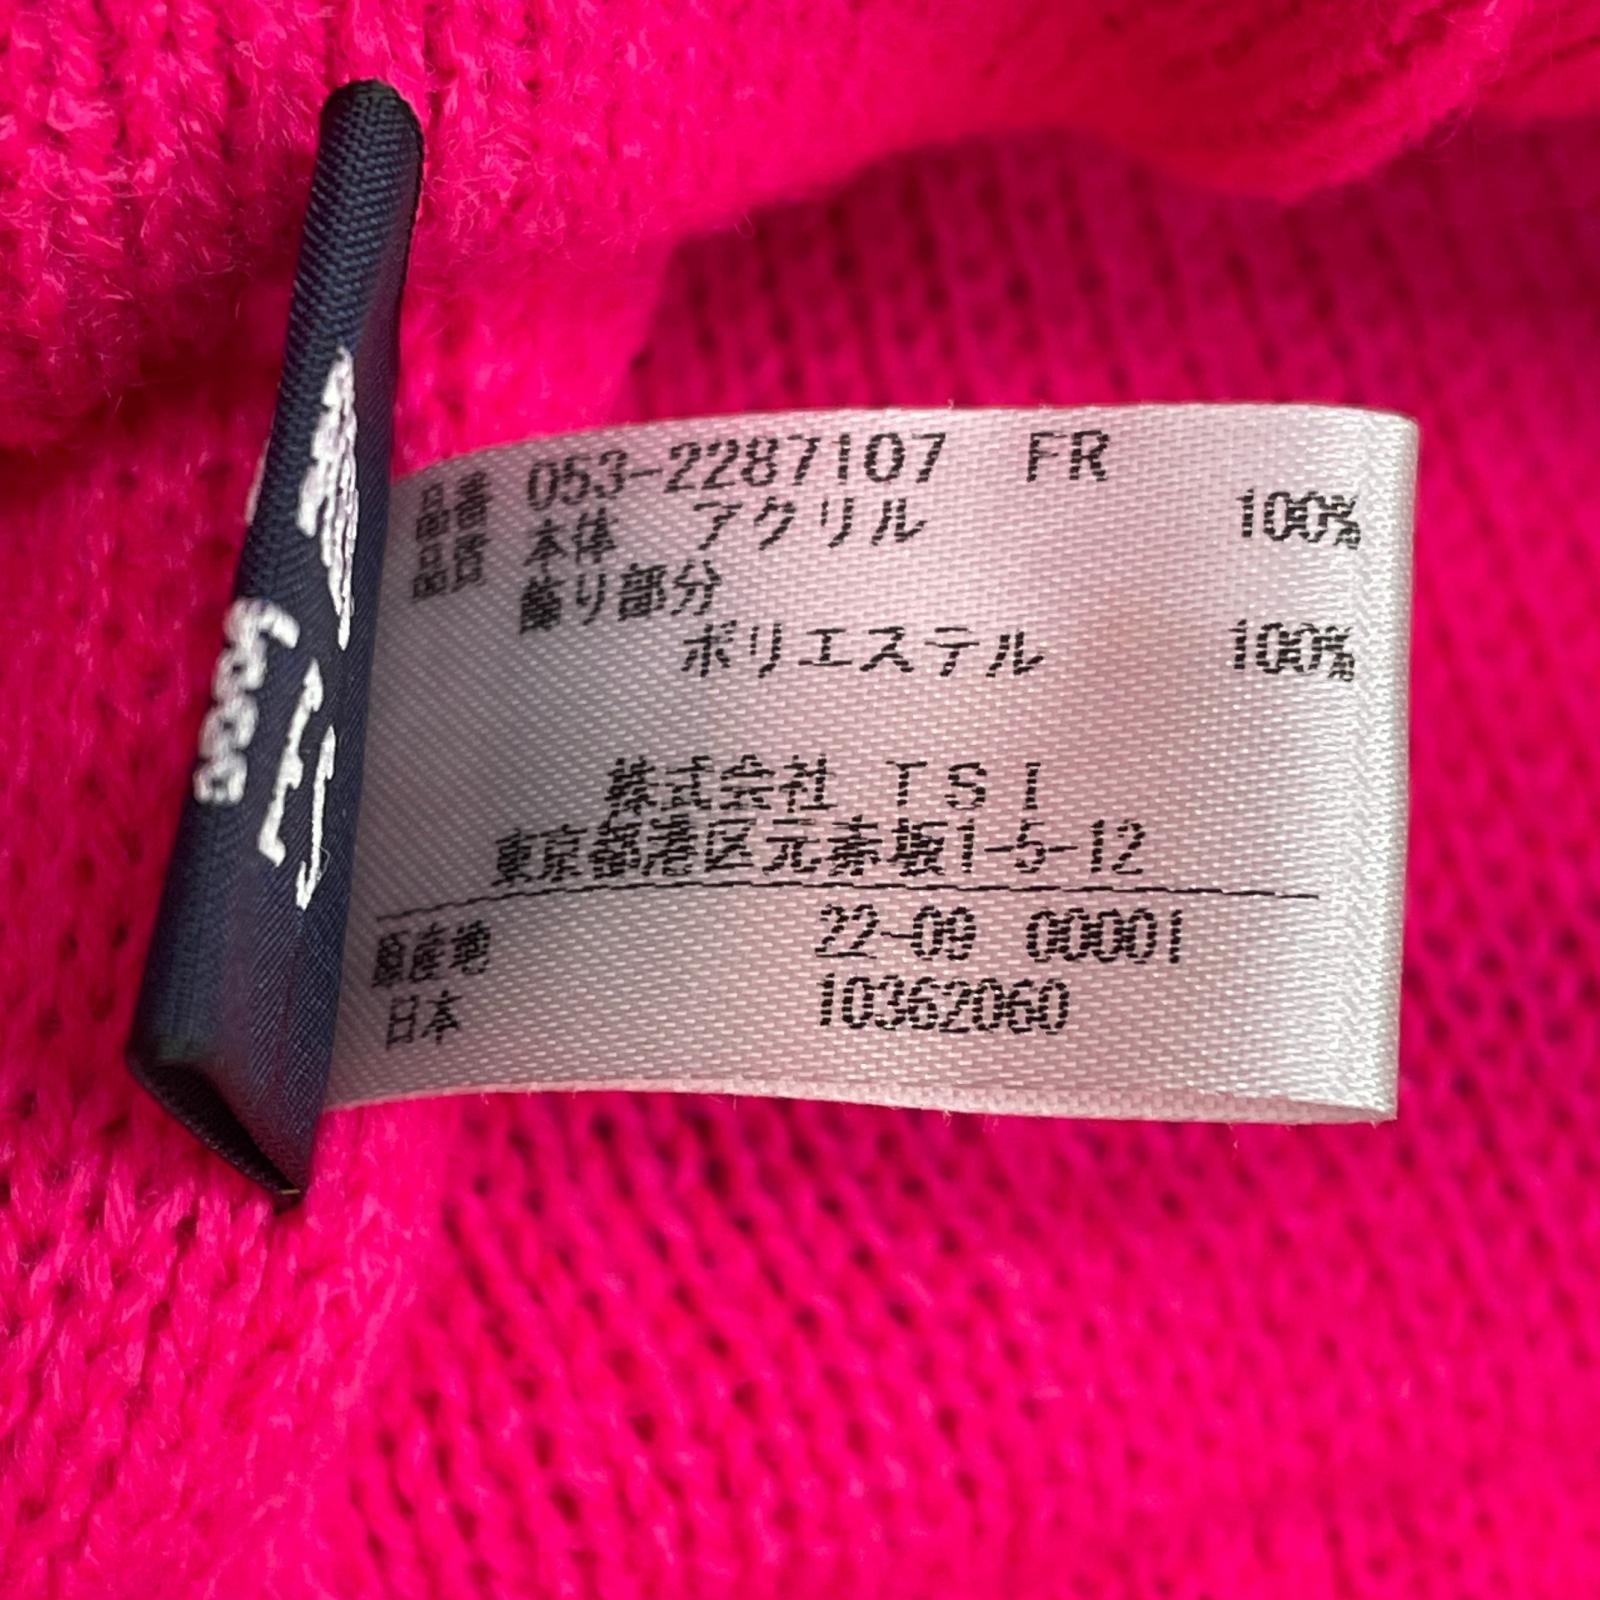 品番 053-2287107 FR
品質 本体 アクリル 100%
飾り部分
ポリエステル 100%
株式会社 TSI
東京都港区元赤坂1-5-12
原産地 22-09 00001
日本 10362060